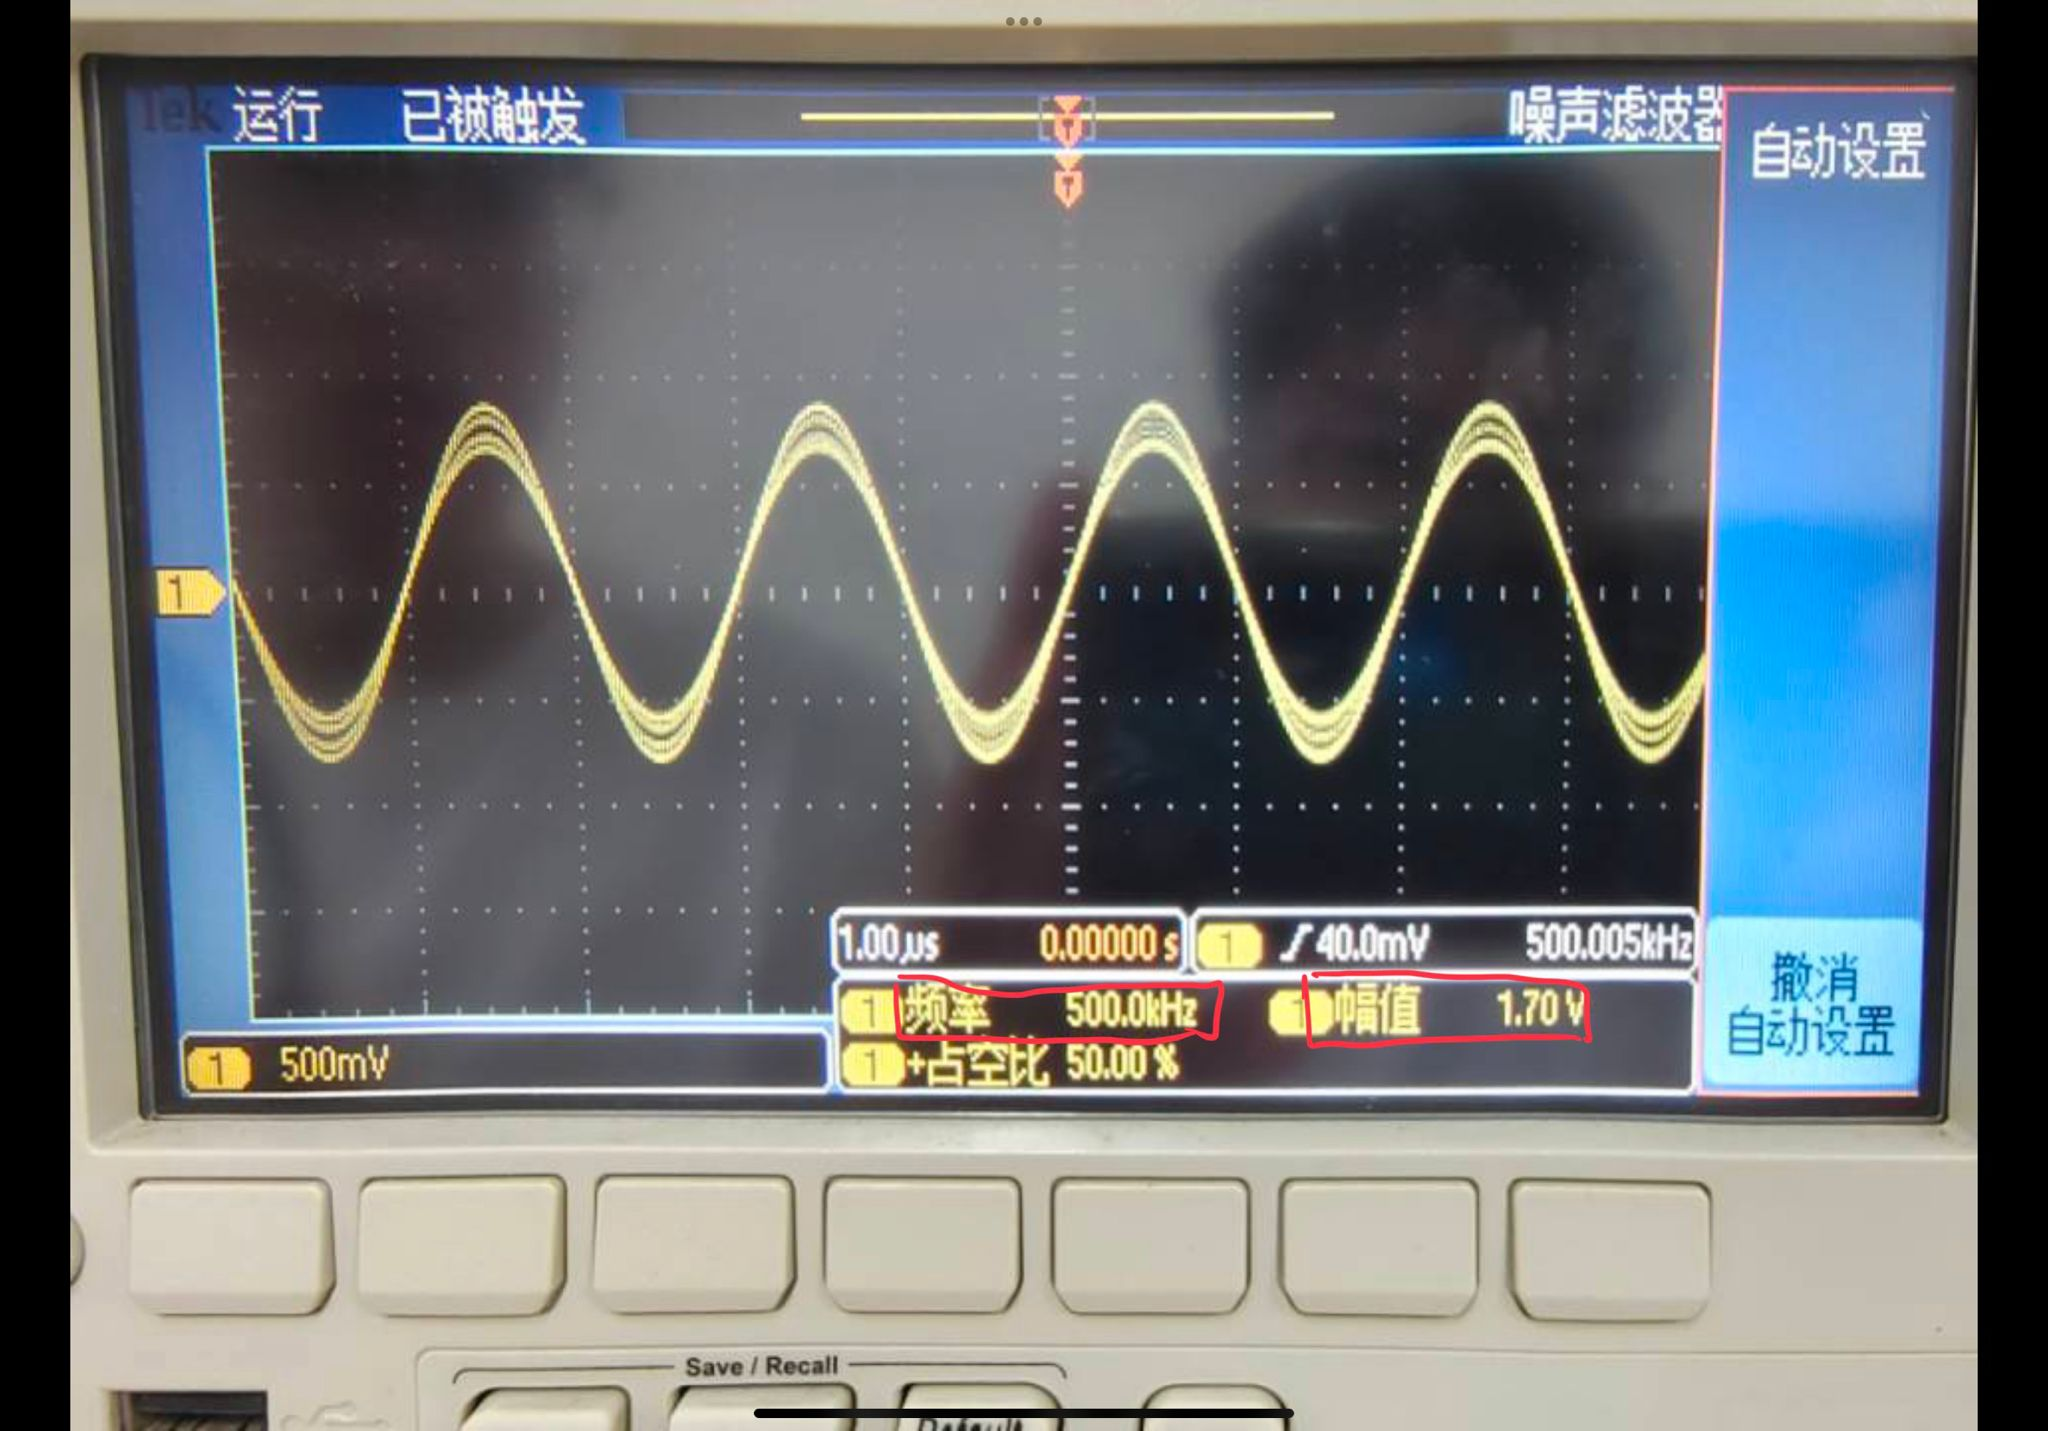 Tek 运行 已被触发 噪声滤波器
自动设置
T
T
1
1.00μs 0.00000 s
1 40.0mV 500.005kHz
1 频率 500.0kHz 1 幅值 1.70 V
1 +占空比 50.00 %
1 500mV
撤消
自动设置
Save / Recall
Default